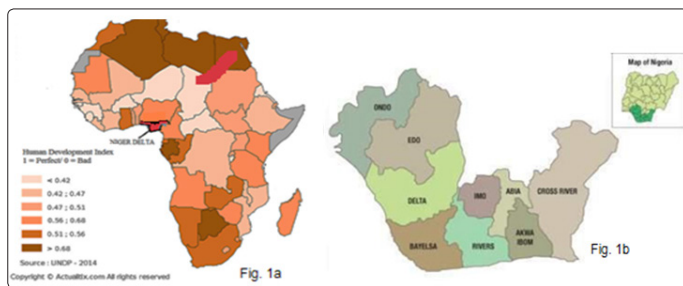 NIGER DELTA
Human Development Index
1 = Perfect/ 0 = Bad
< 0.42
0.42 ; 0.47
0.47 ; 0.51
0.56 ; 0.68
0.51 ; 0.56
> 0.68
Source : UNDP - 2014
Copyright © Actualitix.com All rights reserved
Fig. 1a
Map of Nigeria
ONDO
EDO
DELTA
IMO
ABIA
CROSS RIVER
BAYELSA
RIVERS
AKWA
IBOM
Fig. 1b